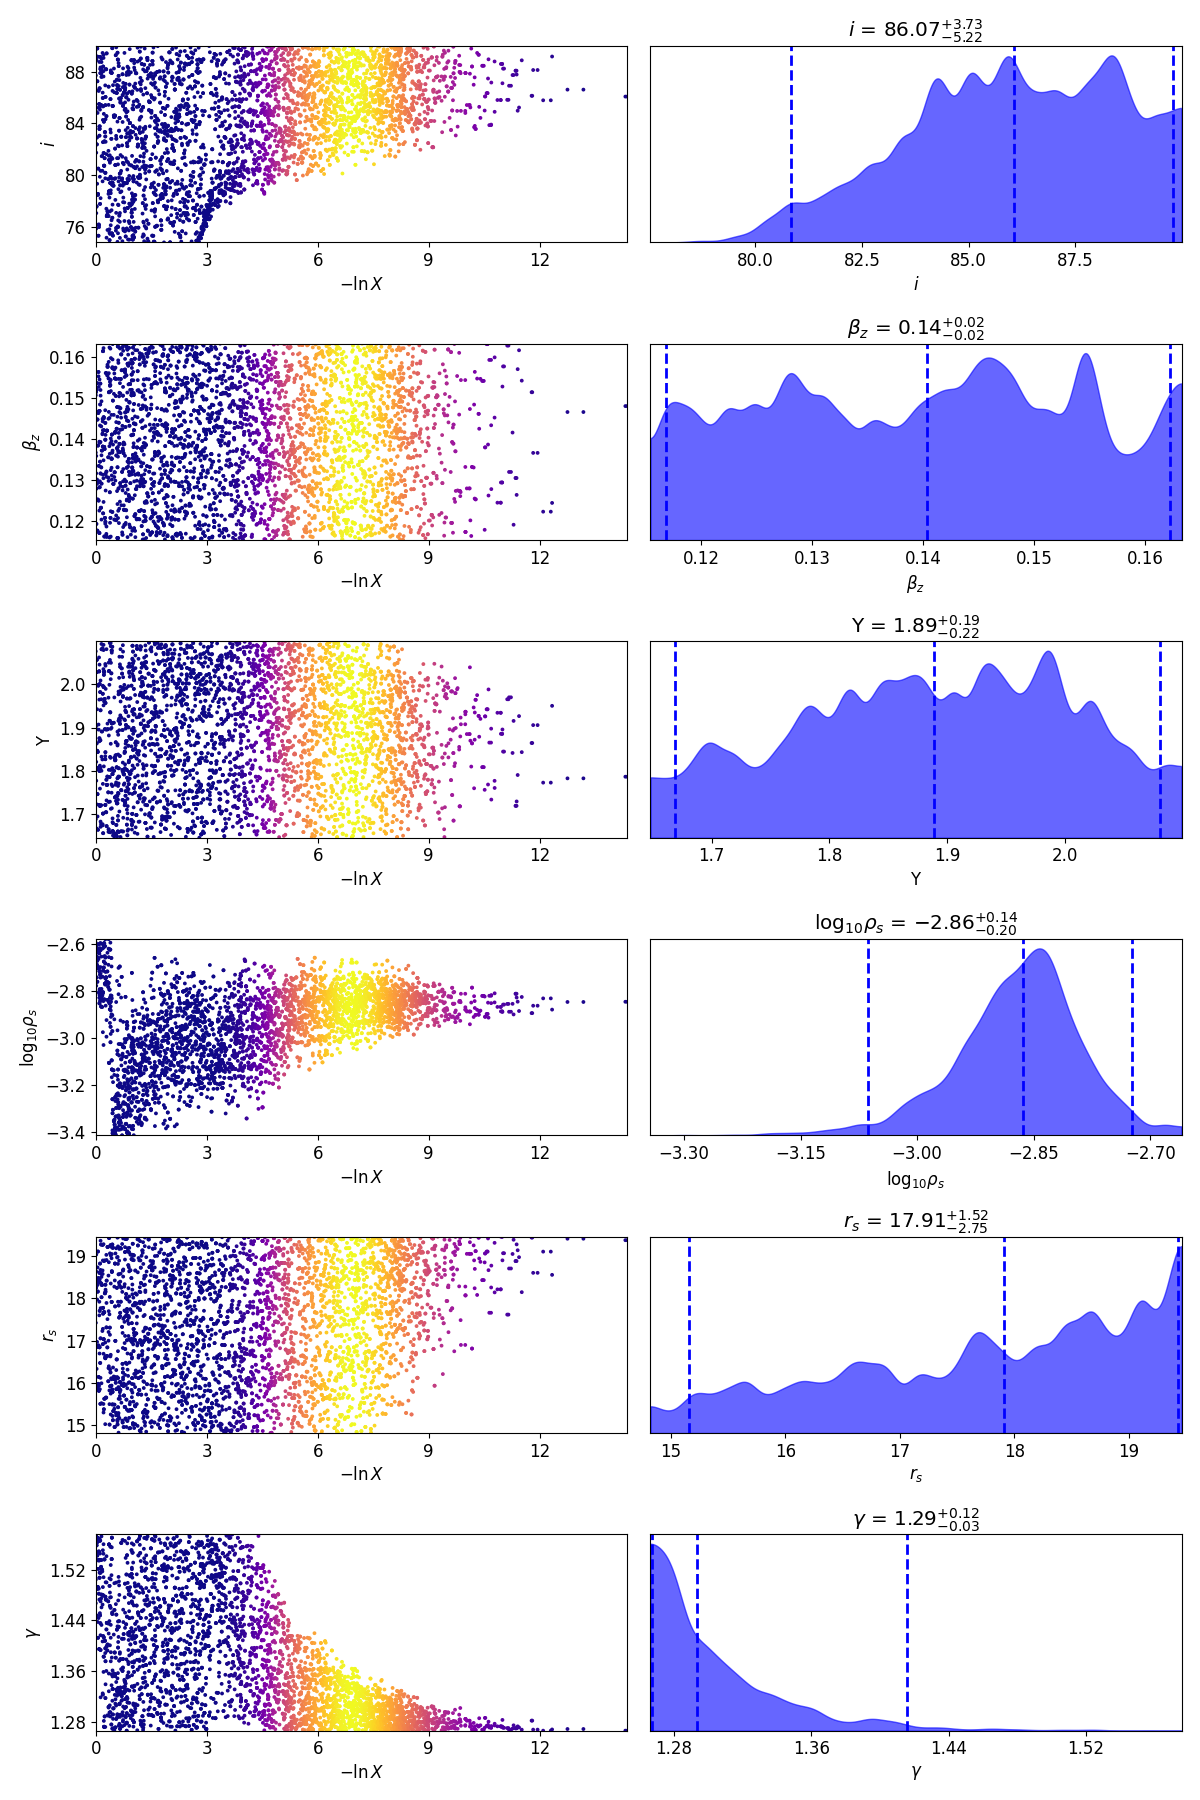 i = 86.07^{+3.73}_{-5.22}
88
84
80
76
i
0 3 6 9 12
−ln X
80.0 82.5 85.0 87.5
i
β_z = 0.14^{+0.02}_{-0.02}
0.16
0.15
0.14
0.13
0.12
β_z
0 3 6 9 12
−ln X
0.12 0.13 0.14 0.15 0.16
β_z
Y = 1.89^{+0.19}_{-0.22}
2.0
1.9
1.8
1.7
Y
0 3 6 9 12
−ln X
1.7 1.8 1.9 2.0
Y
log₁₀ρ_s = −2.86^{+0.14}_{-0.20}
−2.6
−2.8
−3.0
−3.2
−3.4
log₁₀ρ_s
0 3 6 9 12
−ln X
−3.30 −3.15 −3.00 −2.85 −2.70
log₁₀ρ_s
r_s = 17.91^{+1.52}_{-2.75}
19
18
17
16
15
r_s
0 3 6 9 12
−ln X
15 16 17 18 19
r_s
γ = 1.29^{+0.12}_{-0.03}
1.52
1.44
1.36
1.28
γ
0 3 6 9 12
−ln X
1.28 1.36 1.44 1.52
γ